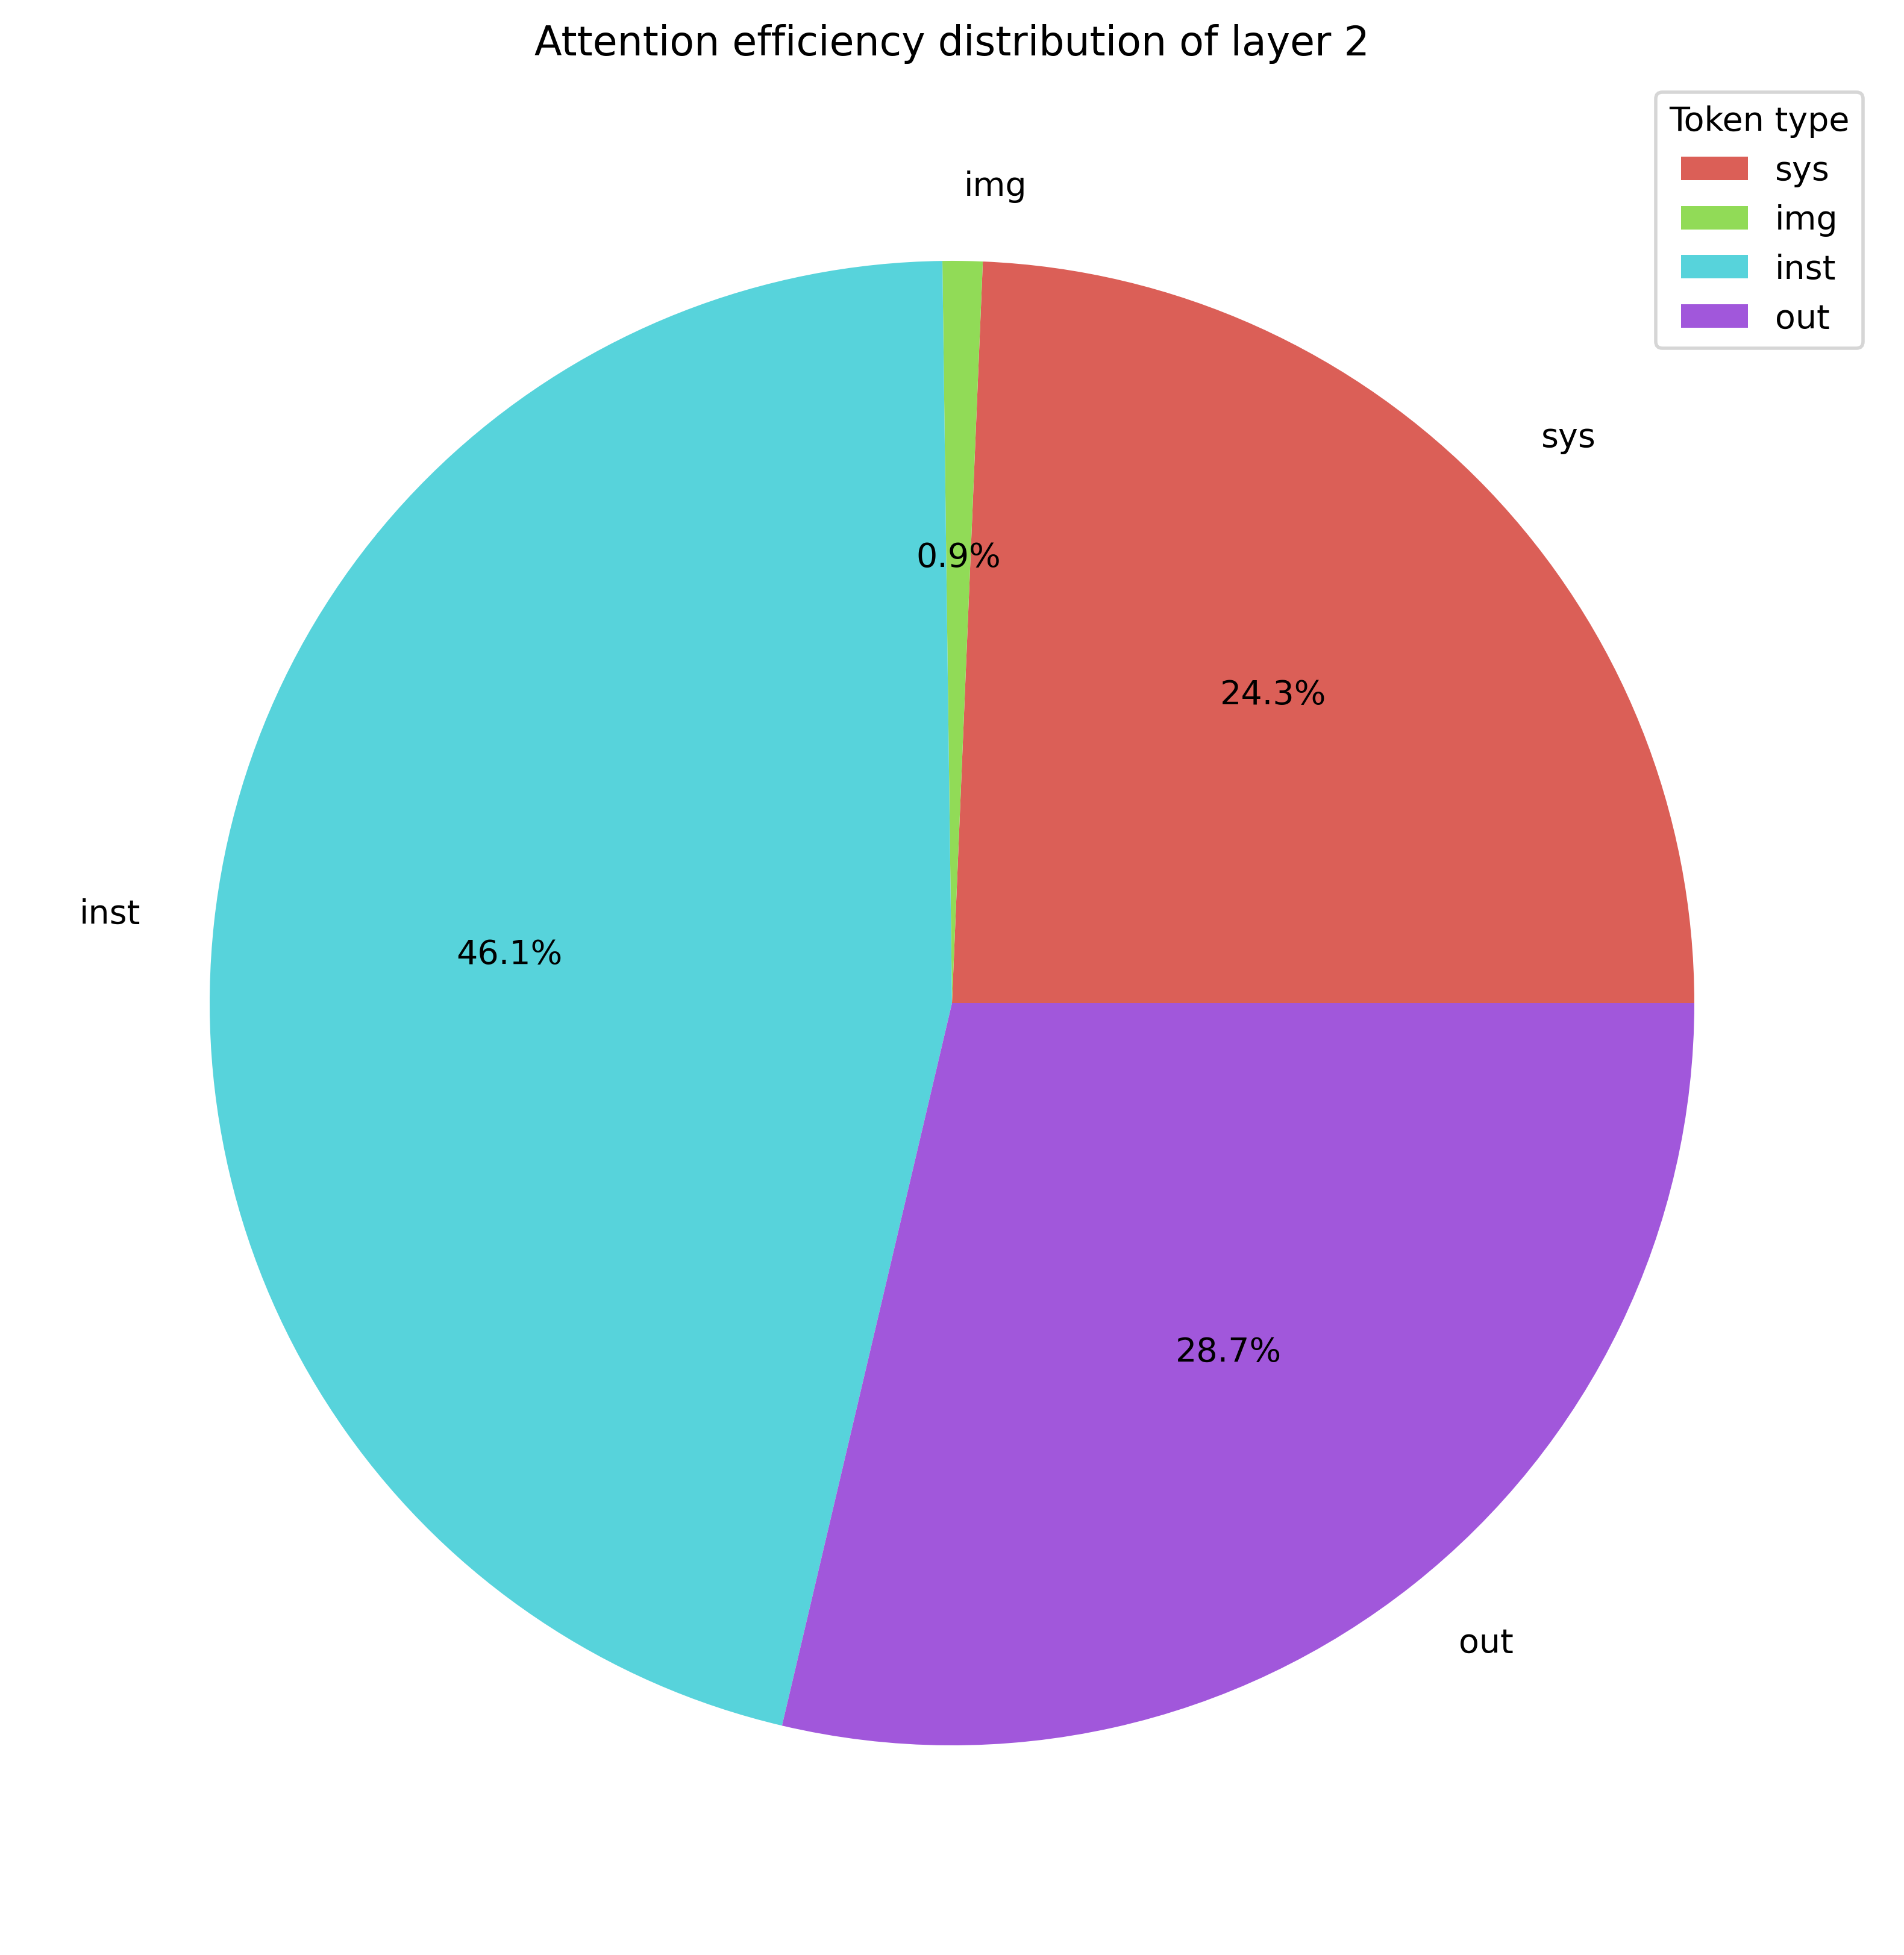 Attention efficiency distribution of layer 2
Token type
sys
img
inst
out
img
sys
0.9%
24.3%
inst
46.1%
28.7%
out